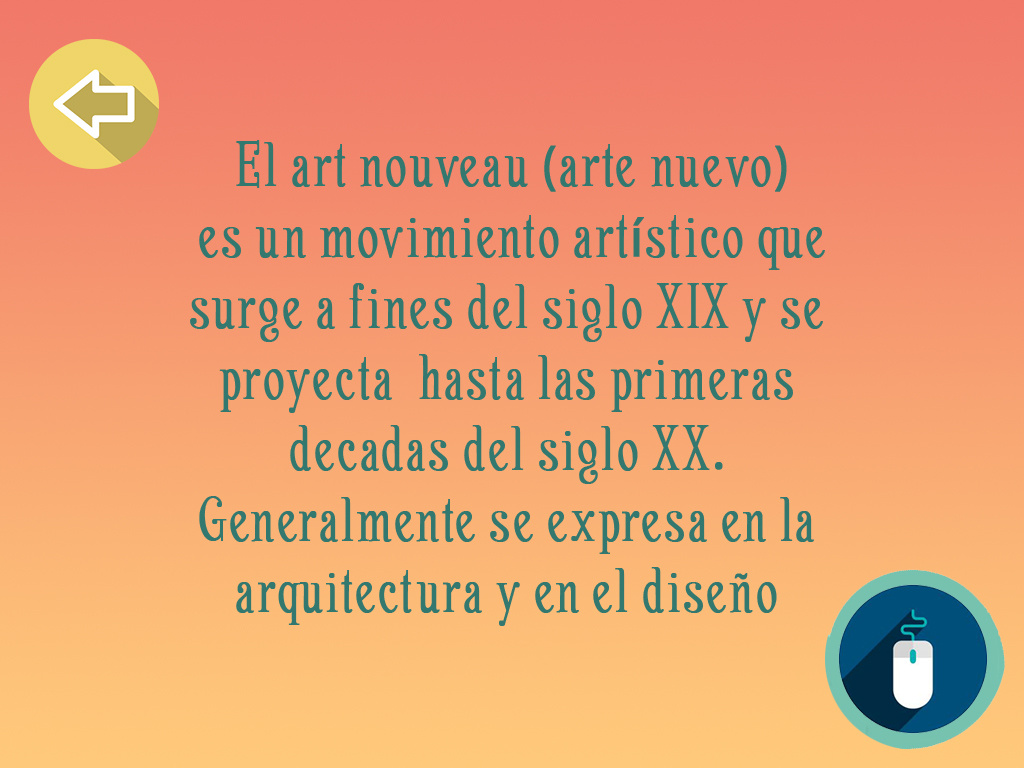 El art nouveau (arte nuevo)
es un movimiento artístico que
surge a fines del siglo XIX y se
proyecta hasta las primeras
decadas del siglo XX.
Generalmente se expresa en la
arquitectura y en el diseño